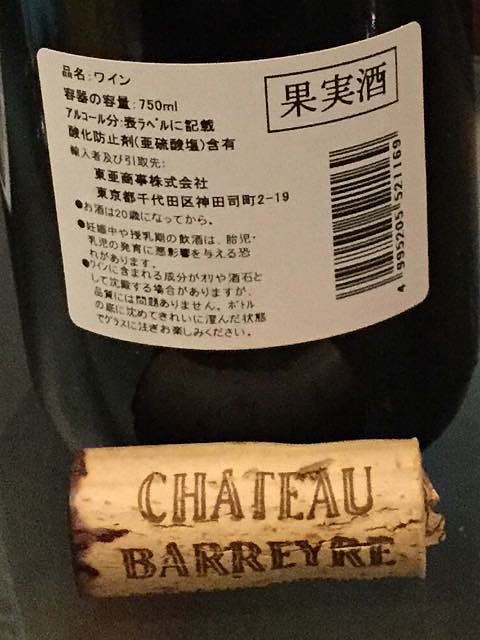 品名:ワイン
容器の容量:750ml
アルコール分:表ラベルに記載
酸化防止剤(亜硫酸塩)含有
輸入者及び引取先:
東亜商事株式会社
東京都千代田区神田司町2-19
●お酒は20歳になってから。
●妊娠中や授乳期の飲酒は、胎児・
乳児の発育に悪影響を与える恐
れがあります。
●ワインに含まれる成分がオリや酒石と
して沈殿する場合がありますが、
品質には問題ありません。ボトル
の底に沈めてきれいに澄んだ状態
でグラスに注ぎお楽しみください。
果実酒
4 995205 521169
CHÂTEAU
BARREYRE